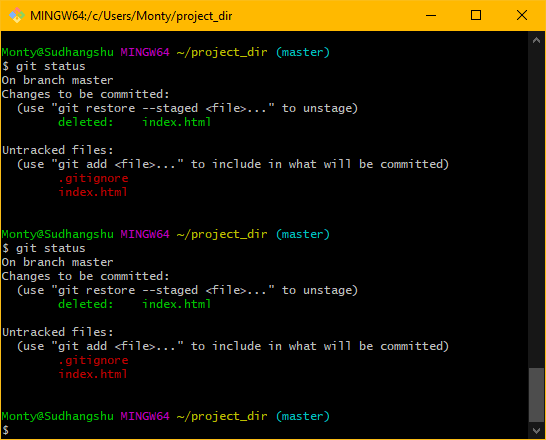 MINGW64:/c/Users/Monty/project_dir
Monty@Sudhangshu MINGW64 ~/project_dir (master)
$ git status
On branch master
Changes to be committed:
  (use "git restore --staged <file>..." to unstage)
        deleted:    index.html
Untracked files:
  (use "git add <file>..." to include in what will be committed)
        .gitignore
        index.html
Monty@Sudhangshu MINGW64 ~/project_dir (master)
$ git status
On branch master
Changes to be committed:
  (use "git restore --staged <file>..." to unstage)
        deleted:    index.html
Untracked files:
  (use "git add <file>..." to include in what will be committed)
        .gitignore
        index.html
Monty@Sudhangshu MINGW64 ~/project_dir (master)
$